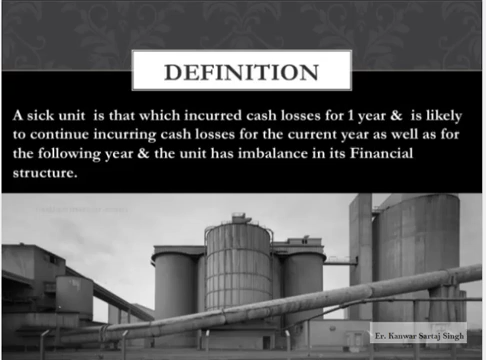 DEFINITION
A sick unit is that which incurred cash losses for 1 year & is likely
to continue incurring cash losses for the current year as well as for
the following year & the unit has imbalance in its Financial
structure.
Er. Kanwar Sartaj Singh